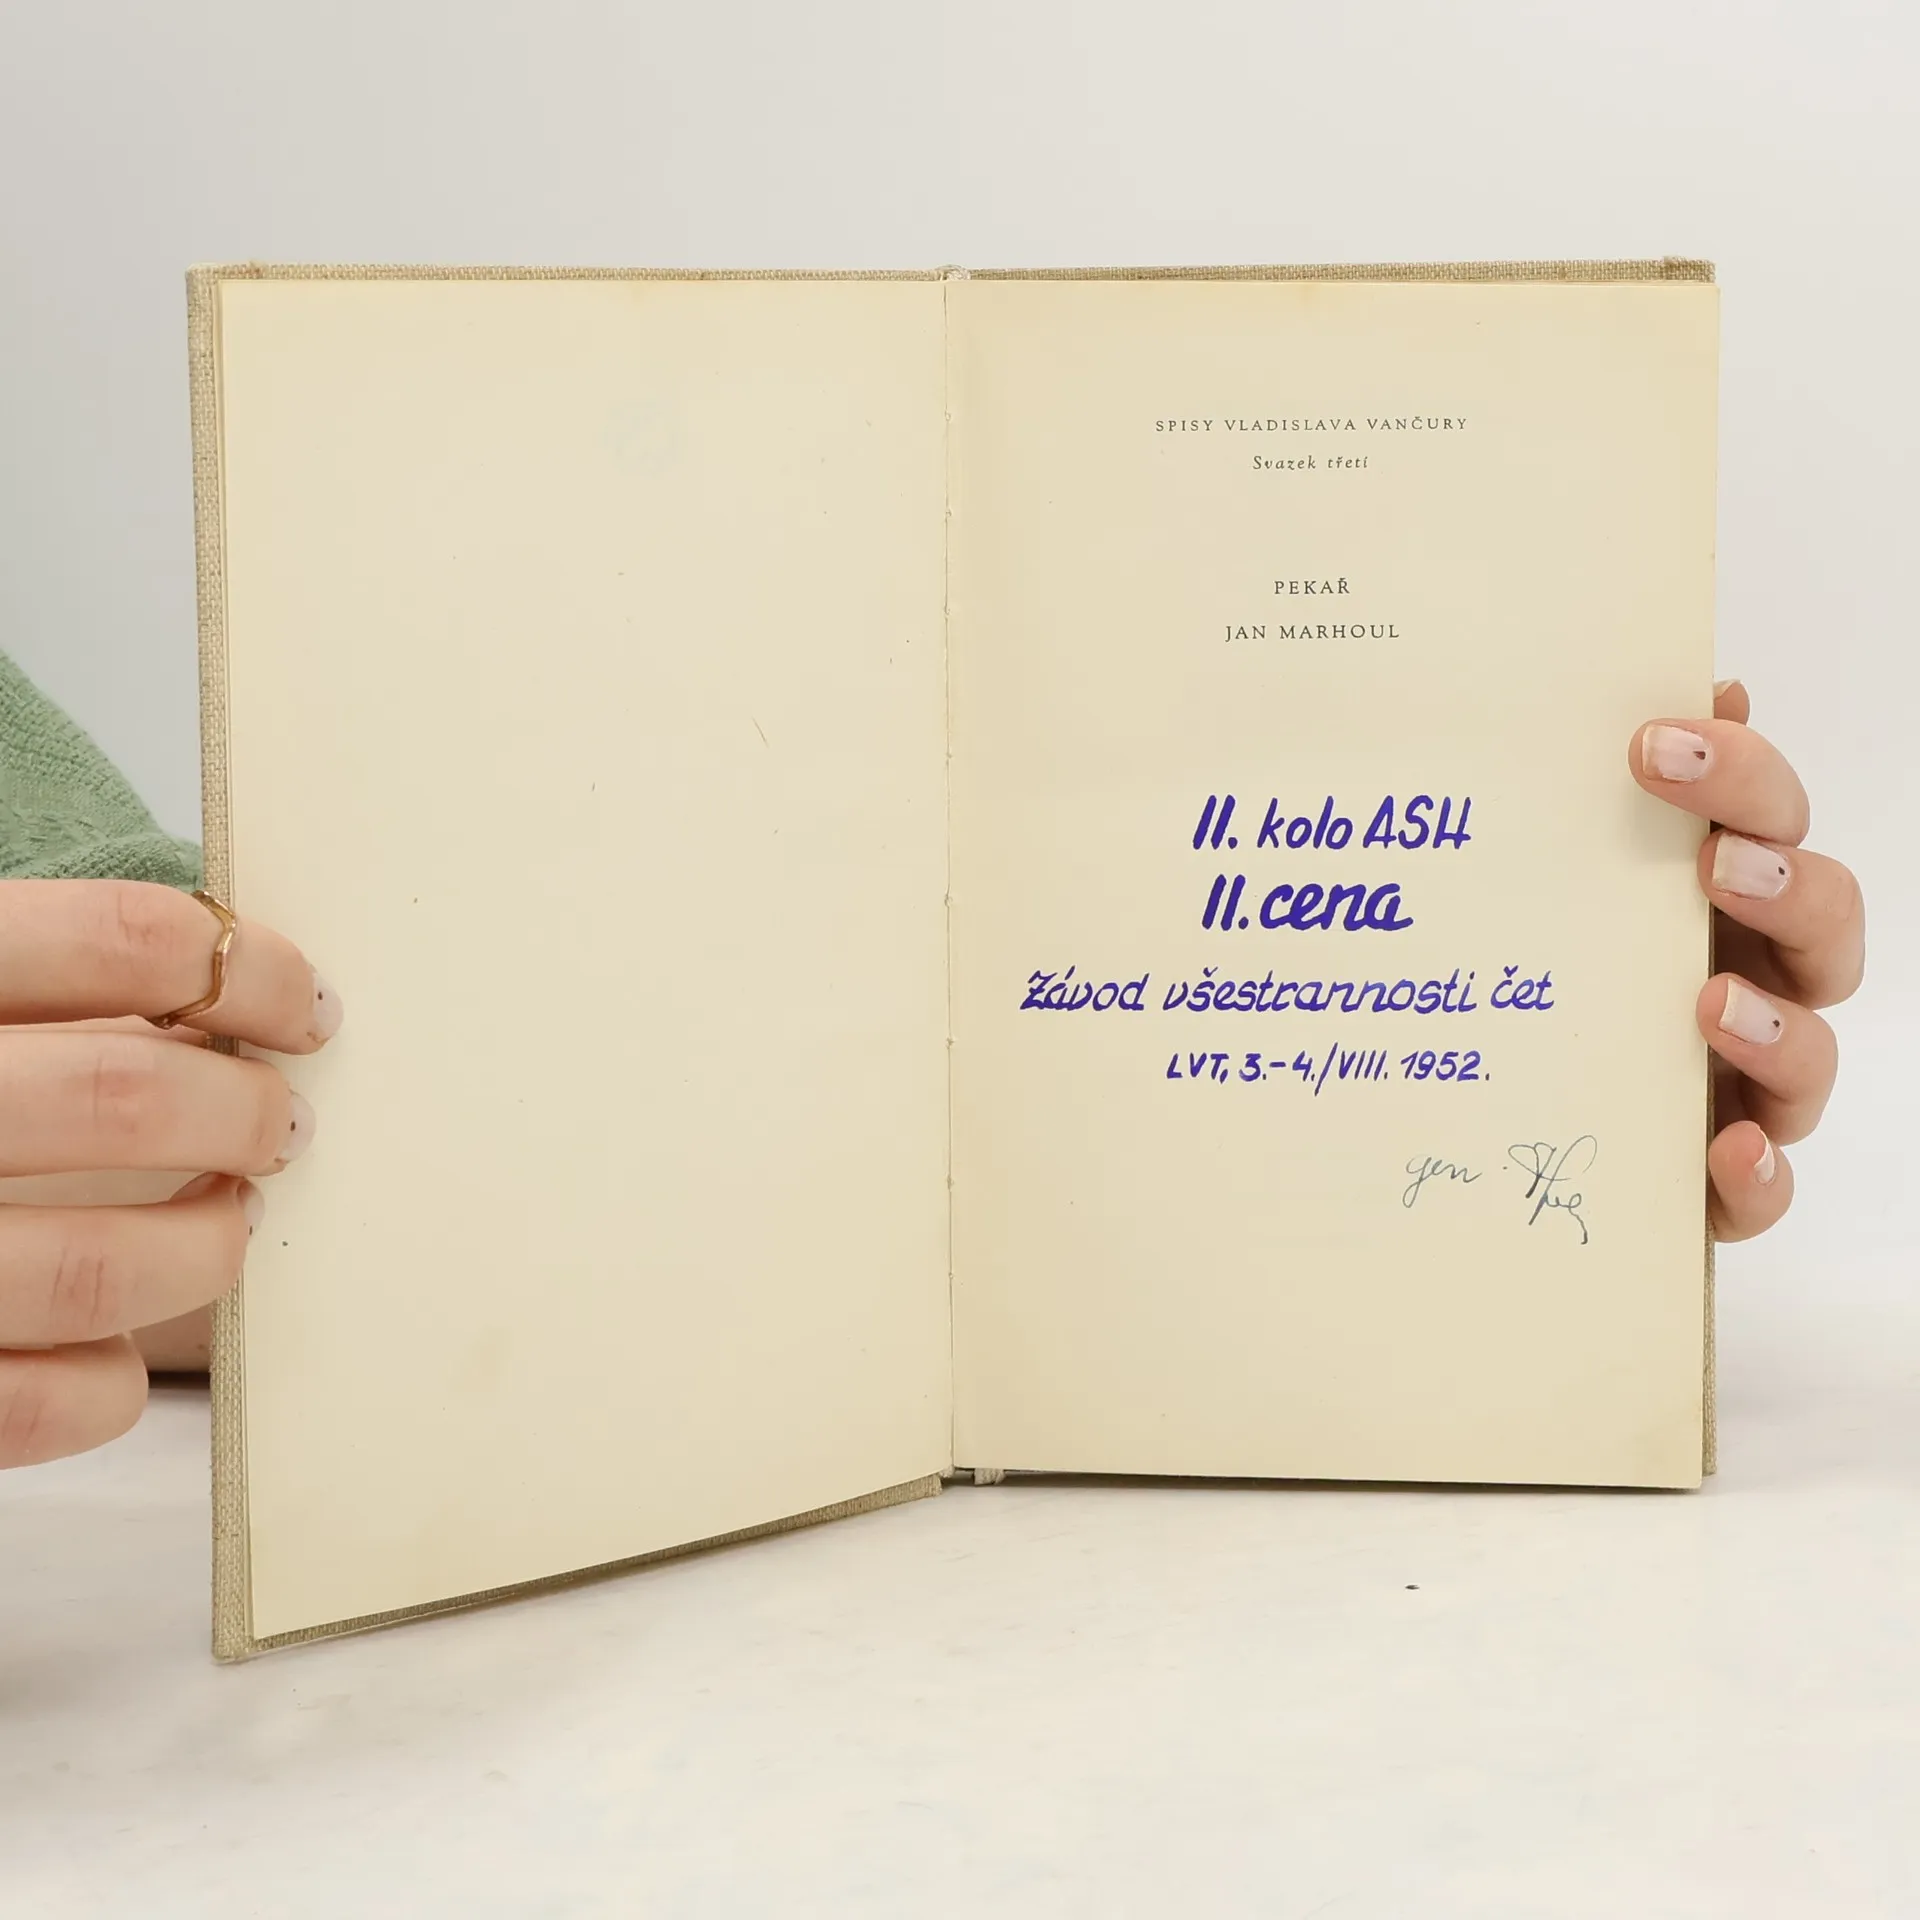 SPISY VLADISLAVA VANČURY
Svazek třetí
PEKAŘ
JAN MARHOUL
II. kolo ASH
II. cena
Závod všestrannosti čet
LVT, 3.-4./VIII. 1952.
gen.